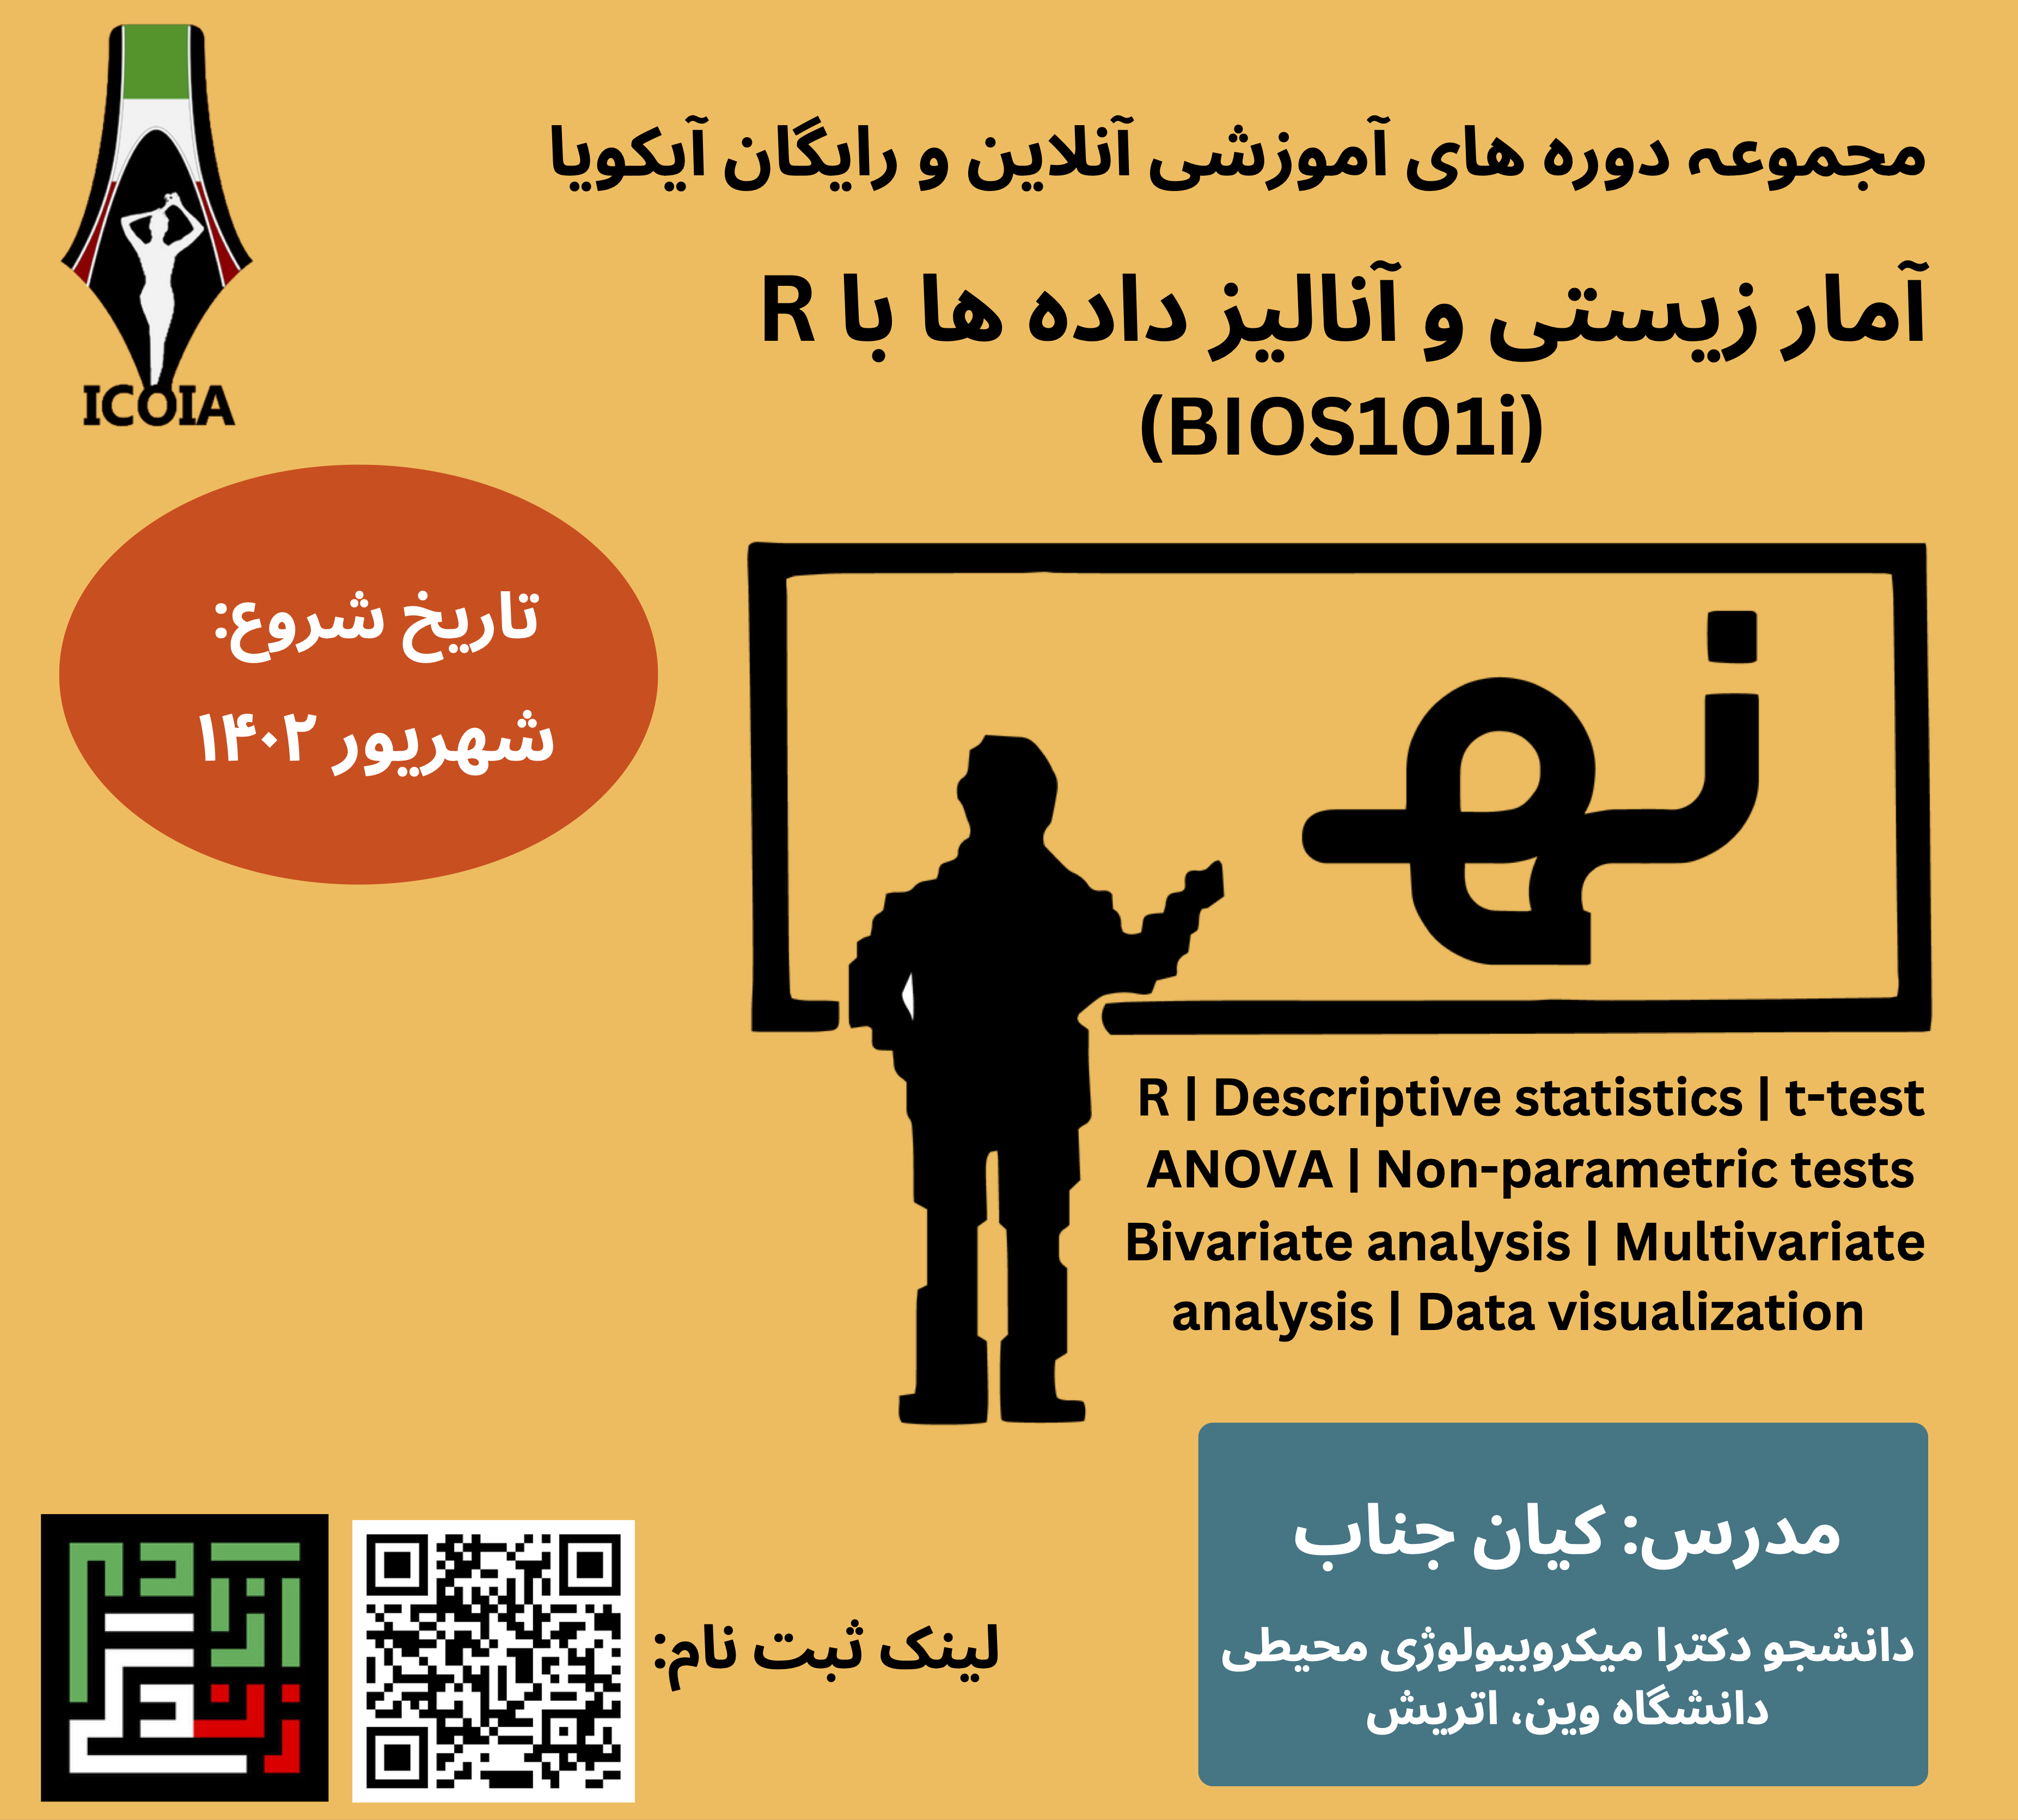 مجموعه دوره های آموزشی آنلاین و رایگان آیکویا
آمار زیستی و آنالیز داده ها با R
(BIOS101i)
ICOIA
تاریخ شروع:
شهریور ۱۴۰۲
R | Descriptive statistics | t-test
ANOVA | Non-parametric tests
Bivariate analysis | Multivariate
analysis | Data visualization
مدرس: کیان جناب
دانشجو دکترا میکروبیولوژی محیطی
دانشگاه وین، اتریش
لینک ثبت نام: